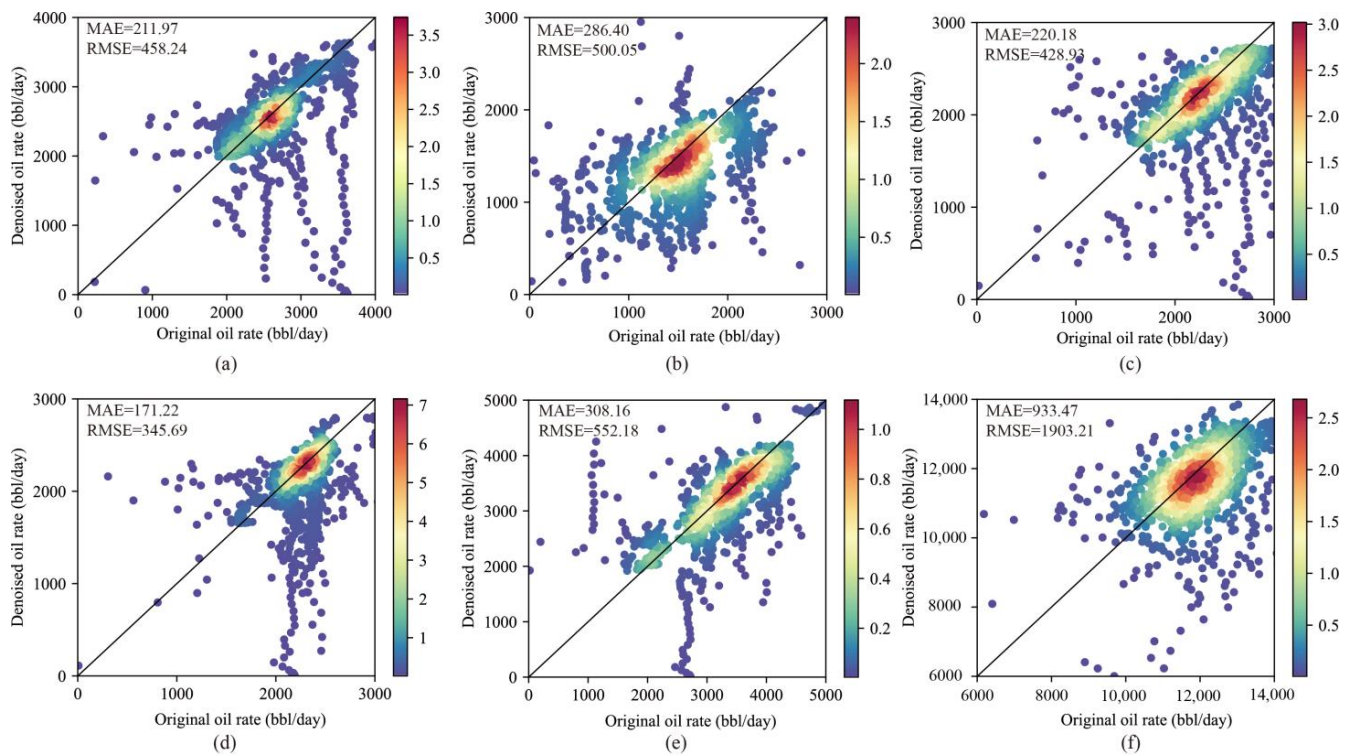 MAE=211.97
RMSE=458.24
4000
3000
2000
1000
0
Denoised oil rate (bbl/day)
0 1000 2000 3000 4000
Original oil rate (bbl/day)
3.5
3.0
2.5
2.0
1.5
1.0
0.5
(a)
MAE=286.40
RMSE=500.05
3000
2000
1000
0
Denoised oil rate (bbl/day)
0 1000 2000 3000
Original oil rate (bbl/day)
2.0
1.5
1.0
0.5
(b)
MAE=220.18
RMSE=428.93
3000
2000
1000
0
Denoised oil rate (bbl/day)
0 1000 2000 3000
Original oil rate (bbl/day)
3.0
2.5
2.0
1.5
1.0
0.5
(c)
MAE=171.22
RMSE=345.69
3000
2000
1000
0
Denoised oil rate (bbl/day)
0 1000 2000 3000
Original oil rate (bbl/day)
7
6
5
4
3
2
1
(d)
MAE=308.16
RMSE=552.18
5000
4000
3000
2000
1000
0
Denoised oil rate (bbl/day)
0 1000 2000 3000 4000 5000
Original oil rate (bbl/day)
1.0
0.8
0.6
0.4
0.2
(e)
MAE=933.47
RMSE=1903.21
14,000
12,000
10,000
8000
6000
Denoised oil rate (bbl/day)
6000 8000 10,000 12,000 14,000
Original oil rate (bbl/day)
2.5
2.0
1.5
1.0
0.5
(f)